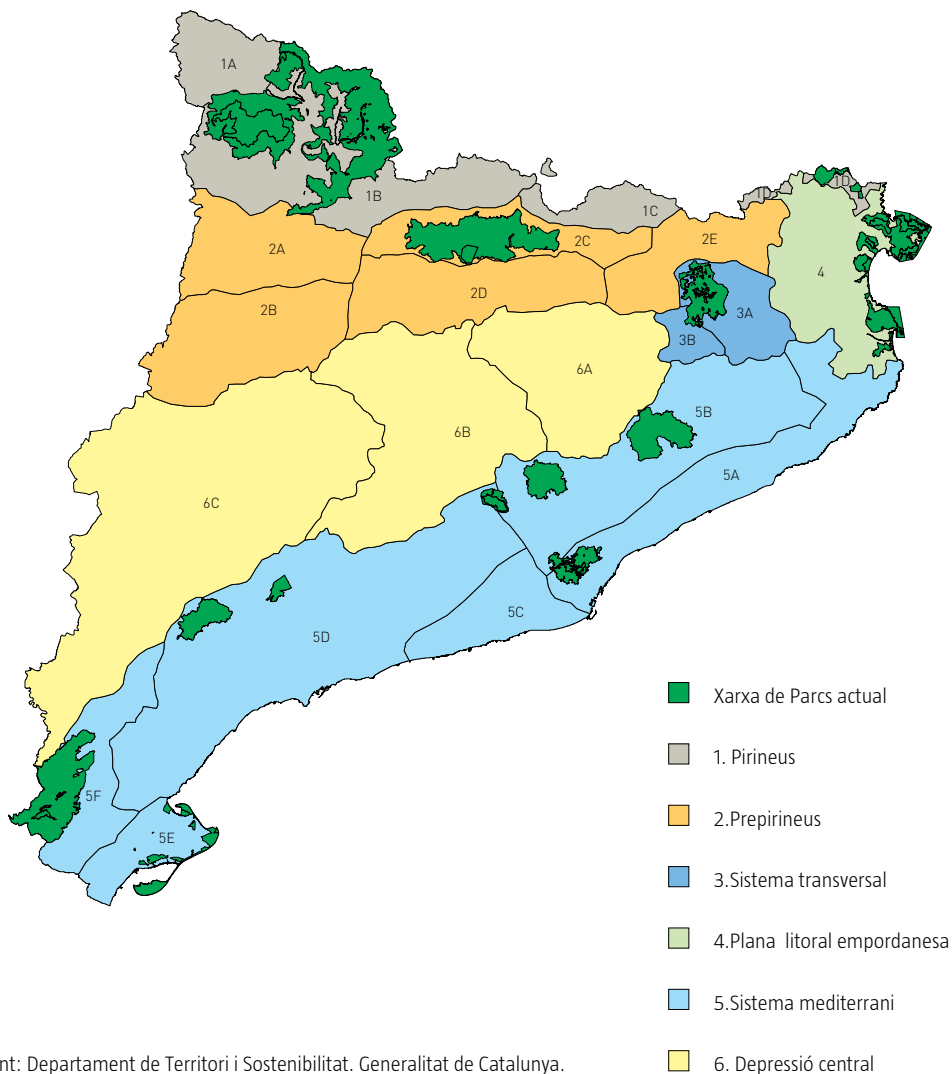 1A
1B
1C
1D
1D
2A
2C
2E
2B
2D
4
3A
3B
6A
6B
5B
5A
6C
5D
5C
5F
5E
Xarxa de Parcs actual
1. Pirineus
2.Prepirineus
3.Sistema transversal
4.Plana litoral empordanesa
5.Sistema mediterrani
6. Depressió central
nt: Departament de Territori i Sostenibilitat. Generalitat de Catalunya.